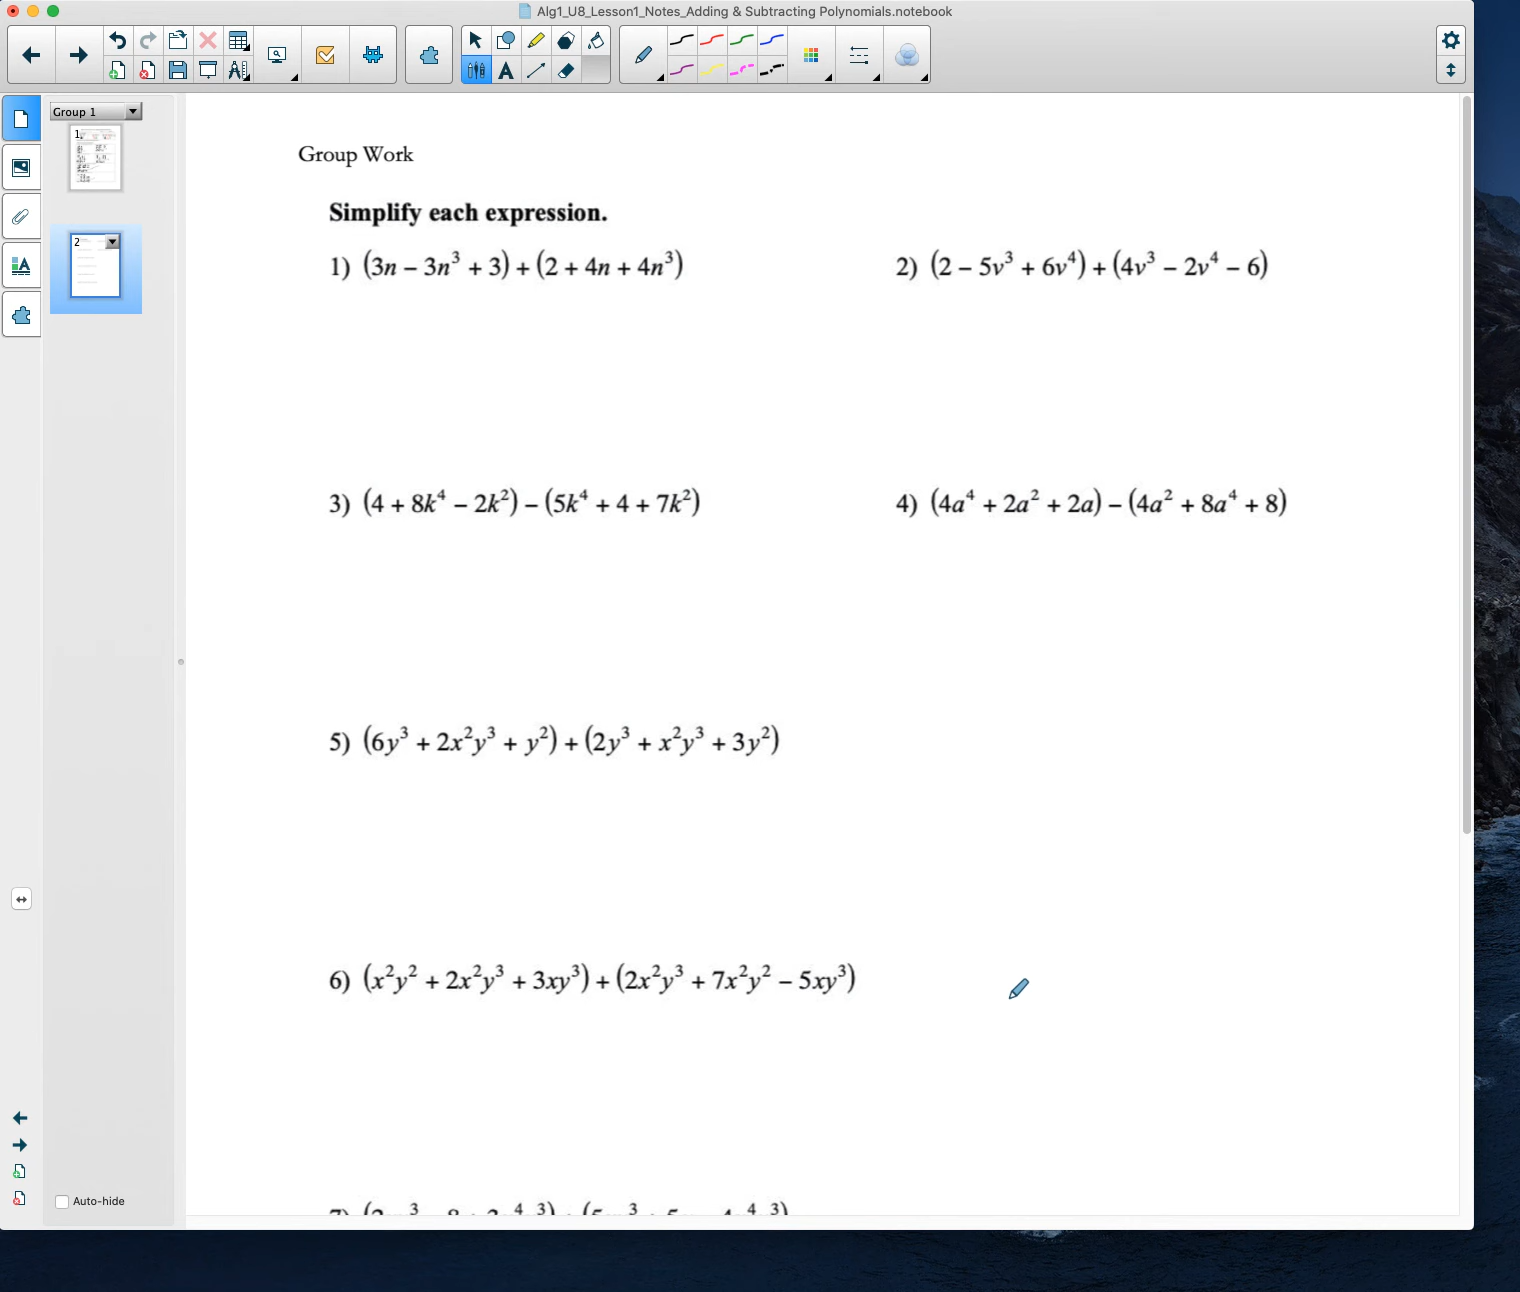 Alg1_U8_Lesson1_Notes_Adding & Subtracting Polynomials.notebook
Group 1
1
2
Group Work
Simplify each expression.
1) (3n – 3n³ + 3) + (2 + 4n + 4n³)
2) (2 – 5v³ + 6v⁴) + (4v³ – 2v⁴ – 6)
3) (4 + 8k⁴ – 2k²) – (5k⁴ + 4 + 7k²)
4) (4a⁴ + 2a² + 2a) – (4a² + 8a⁴ + 8)
5) (6y³ + 2x²y³ + y²) + (2y³ + x²y³ + 3y²)
6) (x²y² + 2x²y³ + 3xy³) + (2x²y³ + 7x²y² – 5xy³)
Auto-hide